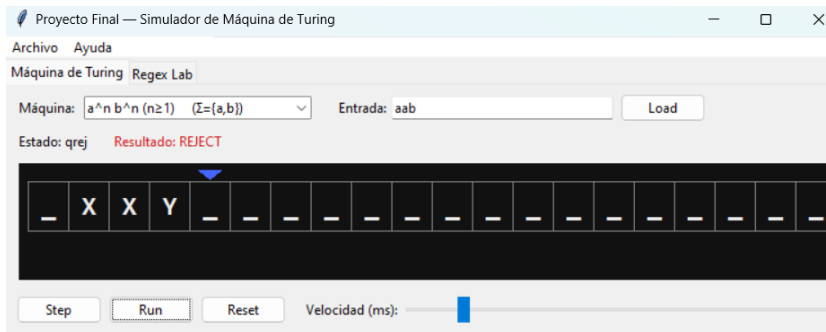 Proyecto Final — Simulador de Máquina de Turing
Archivo Ayuda
Máquina de Turing Regex Lab
Máquina: a^n b^n (n≥1) (Σ={a,b}) Entrada: aab Load
Estado: qrej Resultado: REJECT
_ X X Y _ _ _ _ _ _ _ _ _ _ _ _ _ _ _ _
Step Run Reset Velocidad (ms):